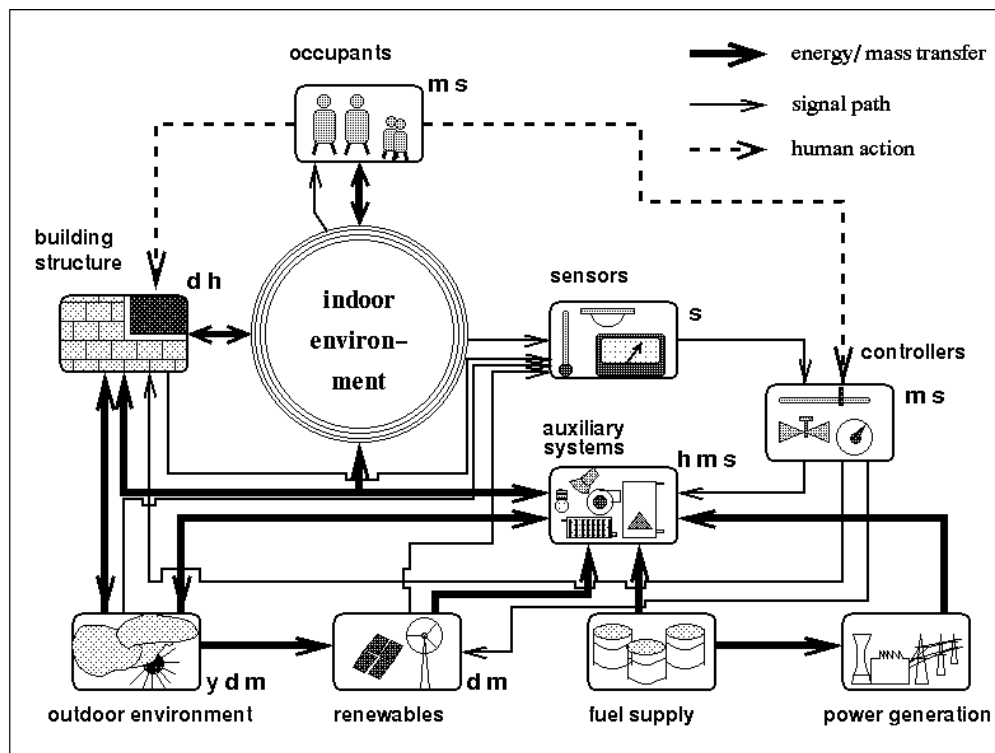 occupants
m s
energy/ mass transfer
signal path
human action
building
structure
d h
indoor
environ–
ment
sensors
s
controllers
m s
auxiliary
systems
h m s
y d m
d m
outdoor environment
renewables
fuel supply
power generation